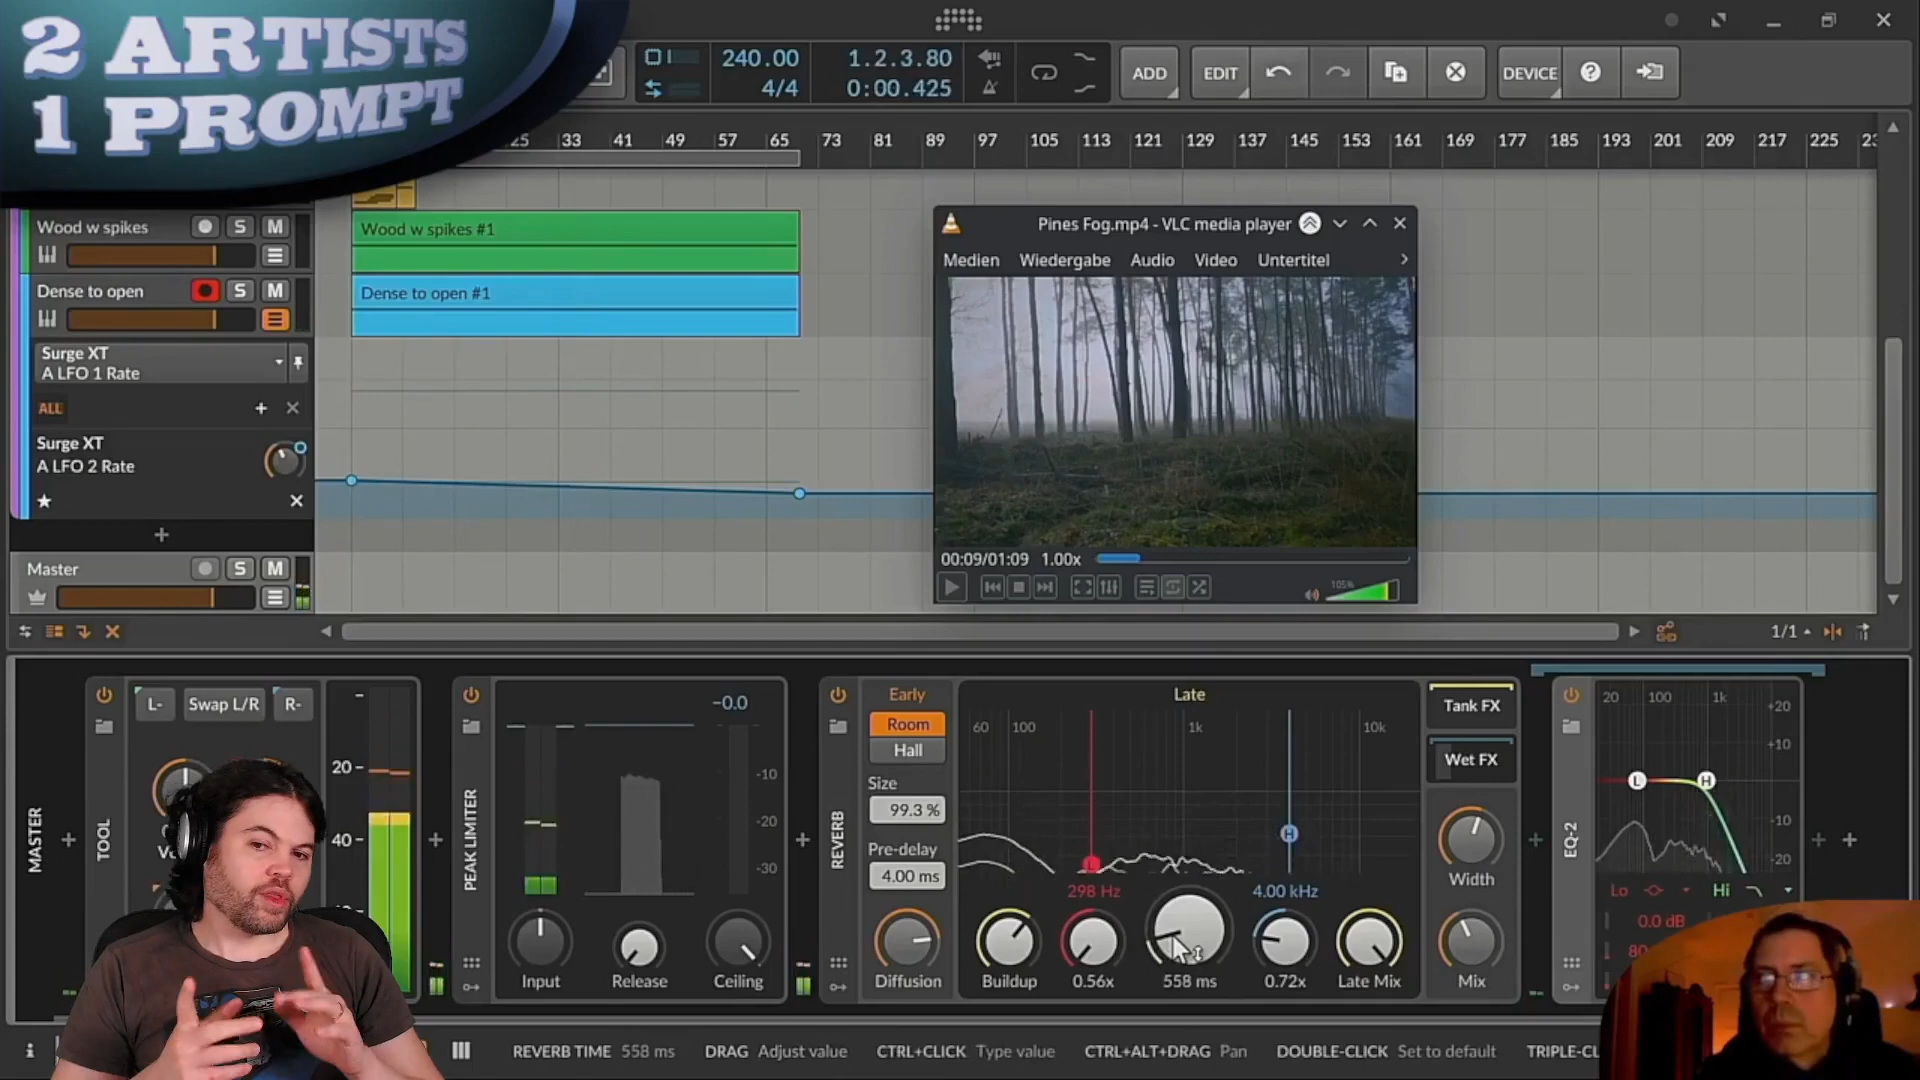 2 ARTISTS
1 PROMPT
240.00
4/4
1.2.3.80
0:00.425
ADD
EDIT
DEVICE
25 33 41 49 57 65 73 81 89 97 105 113 121 129 137 145 153 161 169 177 185 193 201 209 217 225
Wood w spikes S M
Wood w spikes #1
Dense to open S M
Dense to open #1
Surge XT
A LFO 1 Rate
ALL
Surge XT
A LFO 2 Rate
Master S M
Pines Fog.mp4 - VLC media player
Medien Wiedergabe Audio Video Untertitel
00:09/01:09 1.00x
105%
1/1
MASTER
TOOL
L- Swap L/R R-
20
40
PEAK LIMITER
-0.0
-10
-20
-30
Input Release Ceiling
REVERB
Early
Room
Hall
Size
99.3 %
Pre-delay
4.00 ms
Diffusion
Late
60 100 1k 10k
L
H
298 Hz 4.00 kHz
Buildup 0.56x 558 ms 0.72x Late Mix
Tank FX
Wet FX
Width
Mix
EQ-2
20 100 1k
+20
+10
-10
-20
L H
Lo Hi
0.0 dB
REVERB TIME 558 ms DRAG Adjust value CTRL+CLICK Type value CTRL+ALT+DRAG Pan DOUBLE-CLICK Set to default